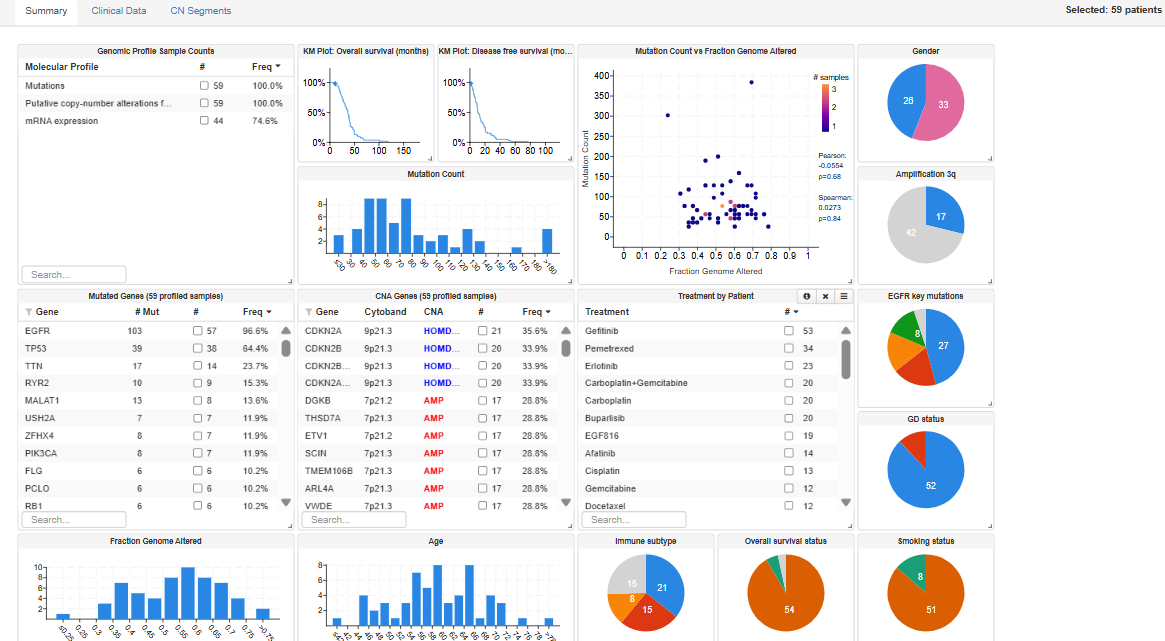 Summary Clinical Data CN Segments Selected: 59 patients
Genomic Profile Sample Counts
Molecular Profile # Freq
Mutations 59 100.0%
Putative copy-number alterations f... 59 100.0%
mRNA expression 44 74.6%
Search...
KM Plot: Overall survival (months)
100%
50%
0%
0 50 100 150
KM Plot: Disease free survival (mo...
100%
50%
0%
0 20 40 60 80 100
Mutation Count
8
6
4
2
≤30 30 40 50 60 70 80 90 100 110 120 130 140 150 160 170 180 >180
Mutation Count vs Fraction Genome Altered
Mutation Count
400
350
300
250
200
150
100
50
0
0 0.1 0.2 0.3 0.4 0.5 0.6 0.7 0.8 0.9 1
Fraction Genome Altered
# samples
3
2
1
Pearson:
-0.0554
p=0.68
Spearman:
0.0273
p=0.84
Gender
26 33
Amplification 3q
17
42
Mutated Genes (59 profiled samples)
Gene # Mut # Freq
EGFR 103 57 96.6%
TP53 39 38 64.4%
TTN 17 14 23.7%
RYR2 10 9 15.3%
MALAT1 13 8 13.6%
USH2A 7 7 11.9%
ZFHX4 8 7 11.9%
PIK3CA 8 7 11.9%
FLG 6 6 10.2%
PCLO 6 6 10.2%
RB1 6 6 10.2%
Search...
CNA Genes (59 profiled samples)
Gene Cytoband CNA # Freq
CDKN2A 9p21.3 HOMD... 21 35.6%
CDKN2B 9p21.3 HOMD... 20 33.9%
CDKN2B... 9p21.3 HOMD... 20 33.9%
CDKN2A... 9p21.3 HOMD... 20 33.9%
DGKB 7p21.2 AMP 17 28.8%
THSD7A 7p21.3 AMP 17 28.8%
ETV1 7p21.2 AMP 17 28.8%
SCIN 7p21.3 AMP 17 28.8%
TMEM106B 7p21.3 AMP 17 28.8%
ARL4A 7p21.3 AMP 17 28.8%
VWDE 7p21.3 AMP 17 28.8%
Search...
Treatment by Patient
Treatment #
Gefitinib 53
Pemetrexed 34
Erlotinib 23
Carboplatin+Gemcitabine 20
Carboplatin 20
Buparlisib 20
EGF816 19
Afatinib 14
Cisplatin 13
Gemcitabine 12
Docetaxel 12
Search...
EGFR key mutations
8
27
GD status
52
Fraction Genome Altered
10
8
6
4
2
≤0.25 0.25 0.3 0.35 0.4 0.45 0.5 0.55 0.6 0.65 0.7 0.75 >0.75
Age
8
6
4
2
42 44 46 48 50 52 54 56 58 60 62 64 66 68 70 72 74 76 78
Immune subtype
15 21
8
15
Overall survival status
54
Smoking status
8
51